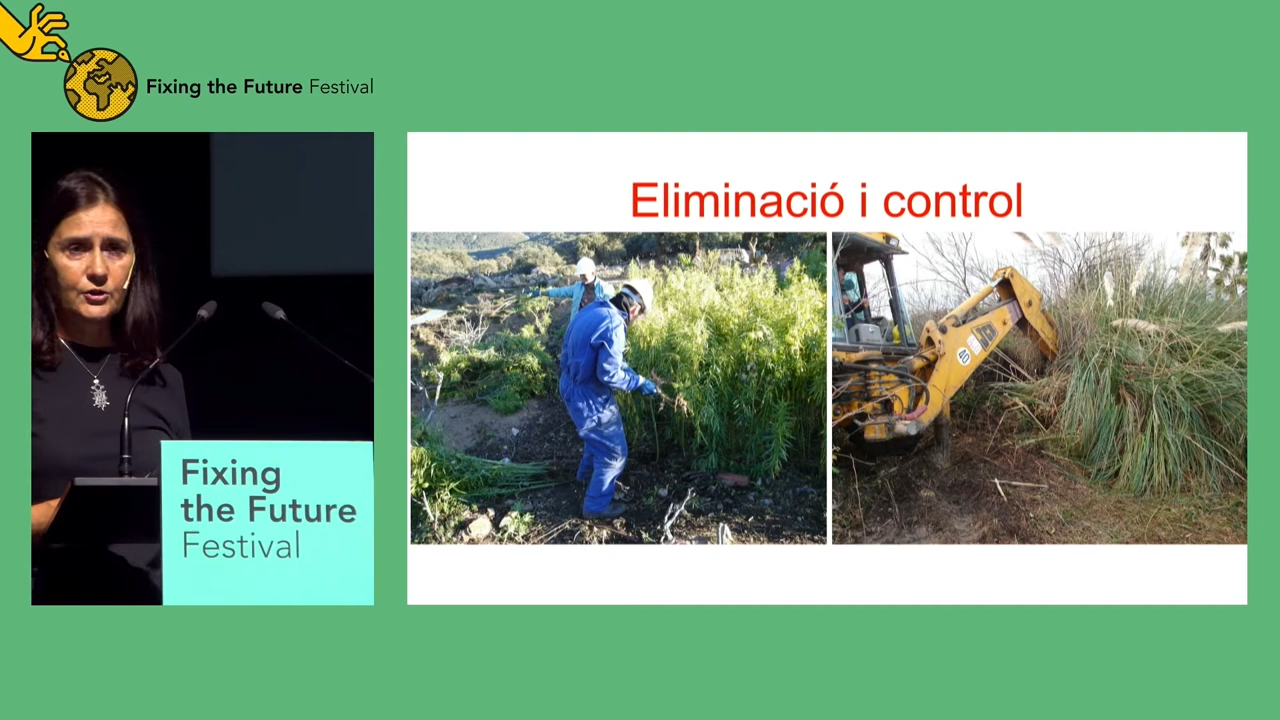 Fixing the Future Festival
Eliminació i control
40
Fixing
the Future
Festival